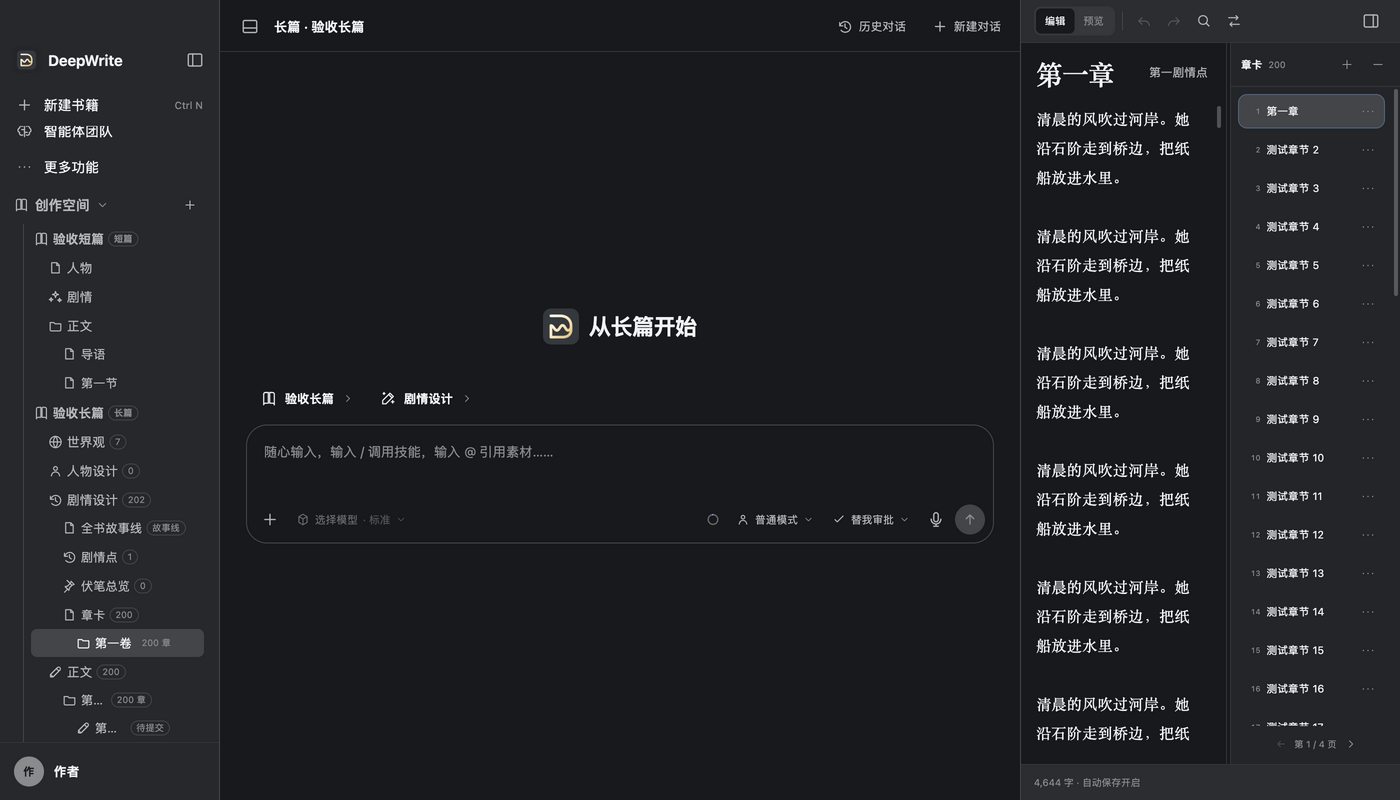 DeepWrite
新建书籍 Ctrl N
智能体团队
更多功能
创作空间
验收短篇 短篇
人物
剧情
正文
导语
第一节
验收长篇 长篇
世界观 7
人物设计 0
剧情设计 202
全书故事线 故事线
剧情点 1
伏笔总览 0
章卡 200
第一卷 200 章
正文 200
第... 200 章
第... 待提交
作 作者
长篇 · 验收长篇
历史对话
新建对话
从长篇开始
验收长篇
剧情设计
随心输入，输入 / 调用技能，输入 @ 引用素材......
选择模型 · 标准
普通模式
替我审批
编辑 预览
第一章 第一剧情点
清晨的风吹过河岸。她
沿石阶走到桥边，把纸
船放进水里。
清晨的风吹过河岸。她
沿石阶走到桥边，把纸
船放进水里。
清晨的风吹过河岸。她
沿石阶走到桥边，把纸
船放进水里。
清晨的风吹过河岸。她
沿石阶走到桥边，把纸
船放进水里。
清晨的风吹过河岸。她
沿石阶走到桥边，把纸
船放进水里。
清晨的风吹过河岸。她
沿石阶走到桥边，把纸
4,644 字 · 自动保存开启
章卡 200
1 第一章
2 测试章节 2
3 测试章节 3
4 测试章节 4
5 测试章节 5
6 测试章节 6
7 测试章节 7
8 测试章节 8
9 测试章节 9
10 测试章节 10
11 测试章节 11
12 测试章节 12
13 测试章节 13
14 测试章节 14
15 测试章节 15
16 测试章节 16
第 1 / 4 页